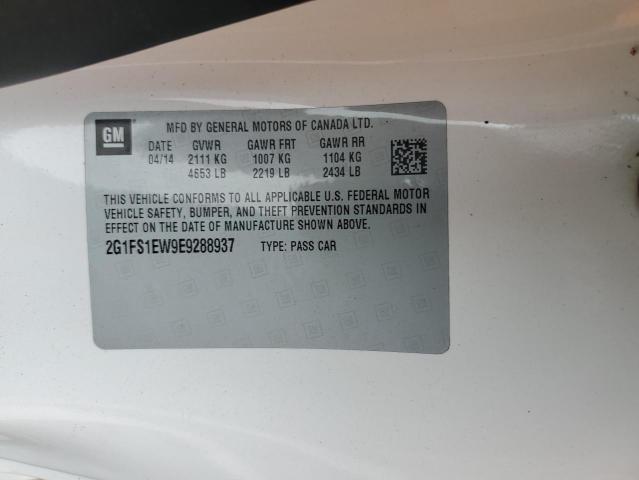 GM
MFD BY GENERAL MOTORS OF CANADA LTD.
DATE GVWR GAWR FRT GAWR RR
04/14 2111 KG 1007 KG 1104 KG
4653 LB 2219 LB 2434 LB
THIS VEHICLE CONFORMS TO ALL APPLICABLE U.S. FEDERAL MOTOR
VEHICLE SAFETY, BUMPER, AND THEFT PREVENTION STANDARDS IN
EFFECT ON THE DATE OF MANUFACTURE SHOWN ABOVE.
2G1FS1EW9E9288937 TYPE: PASS CAR